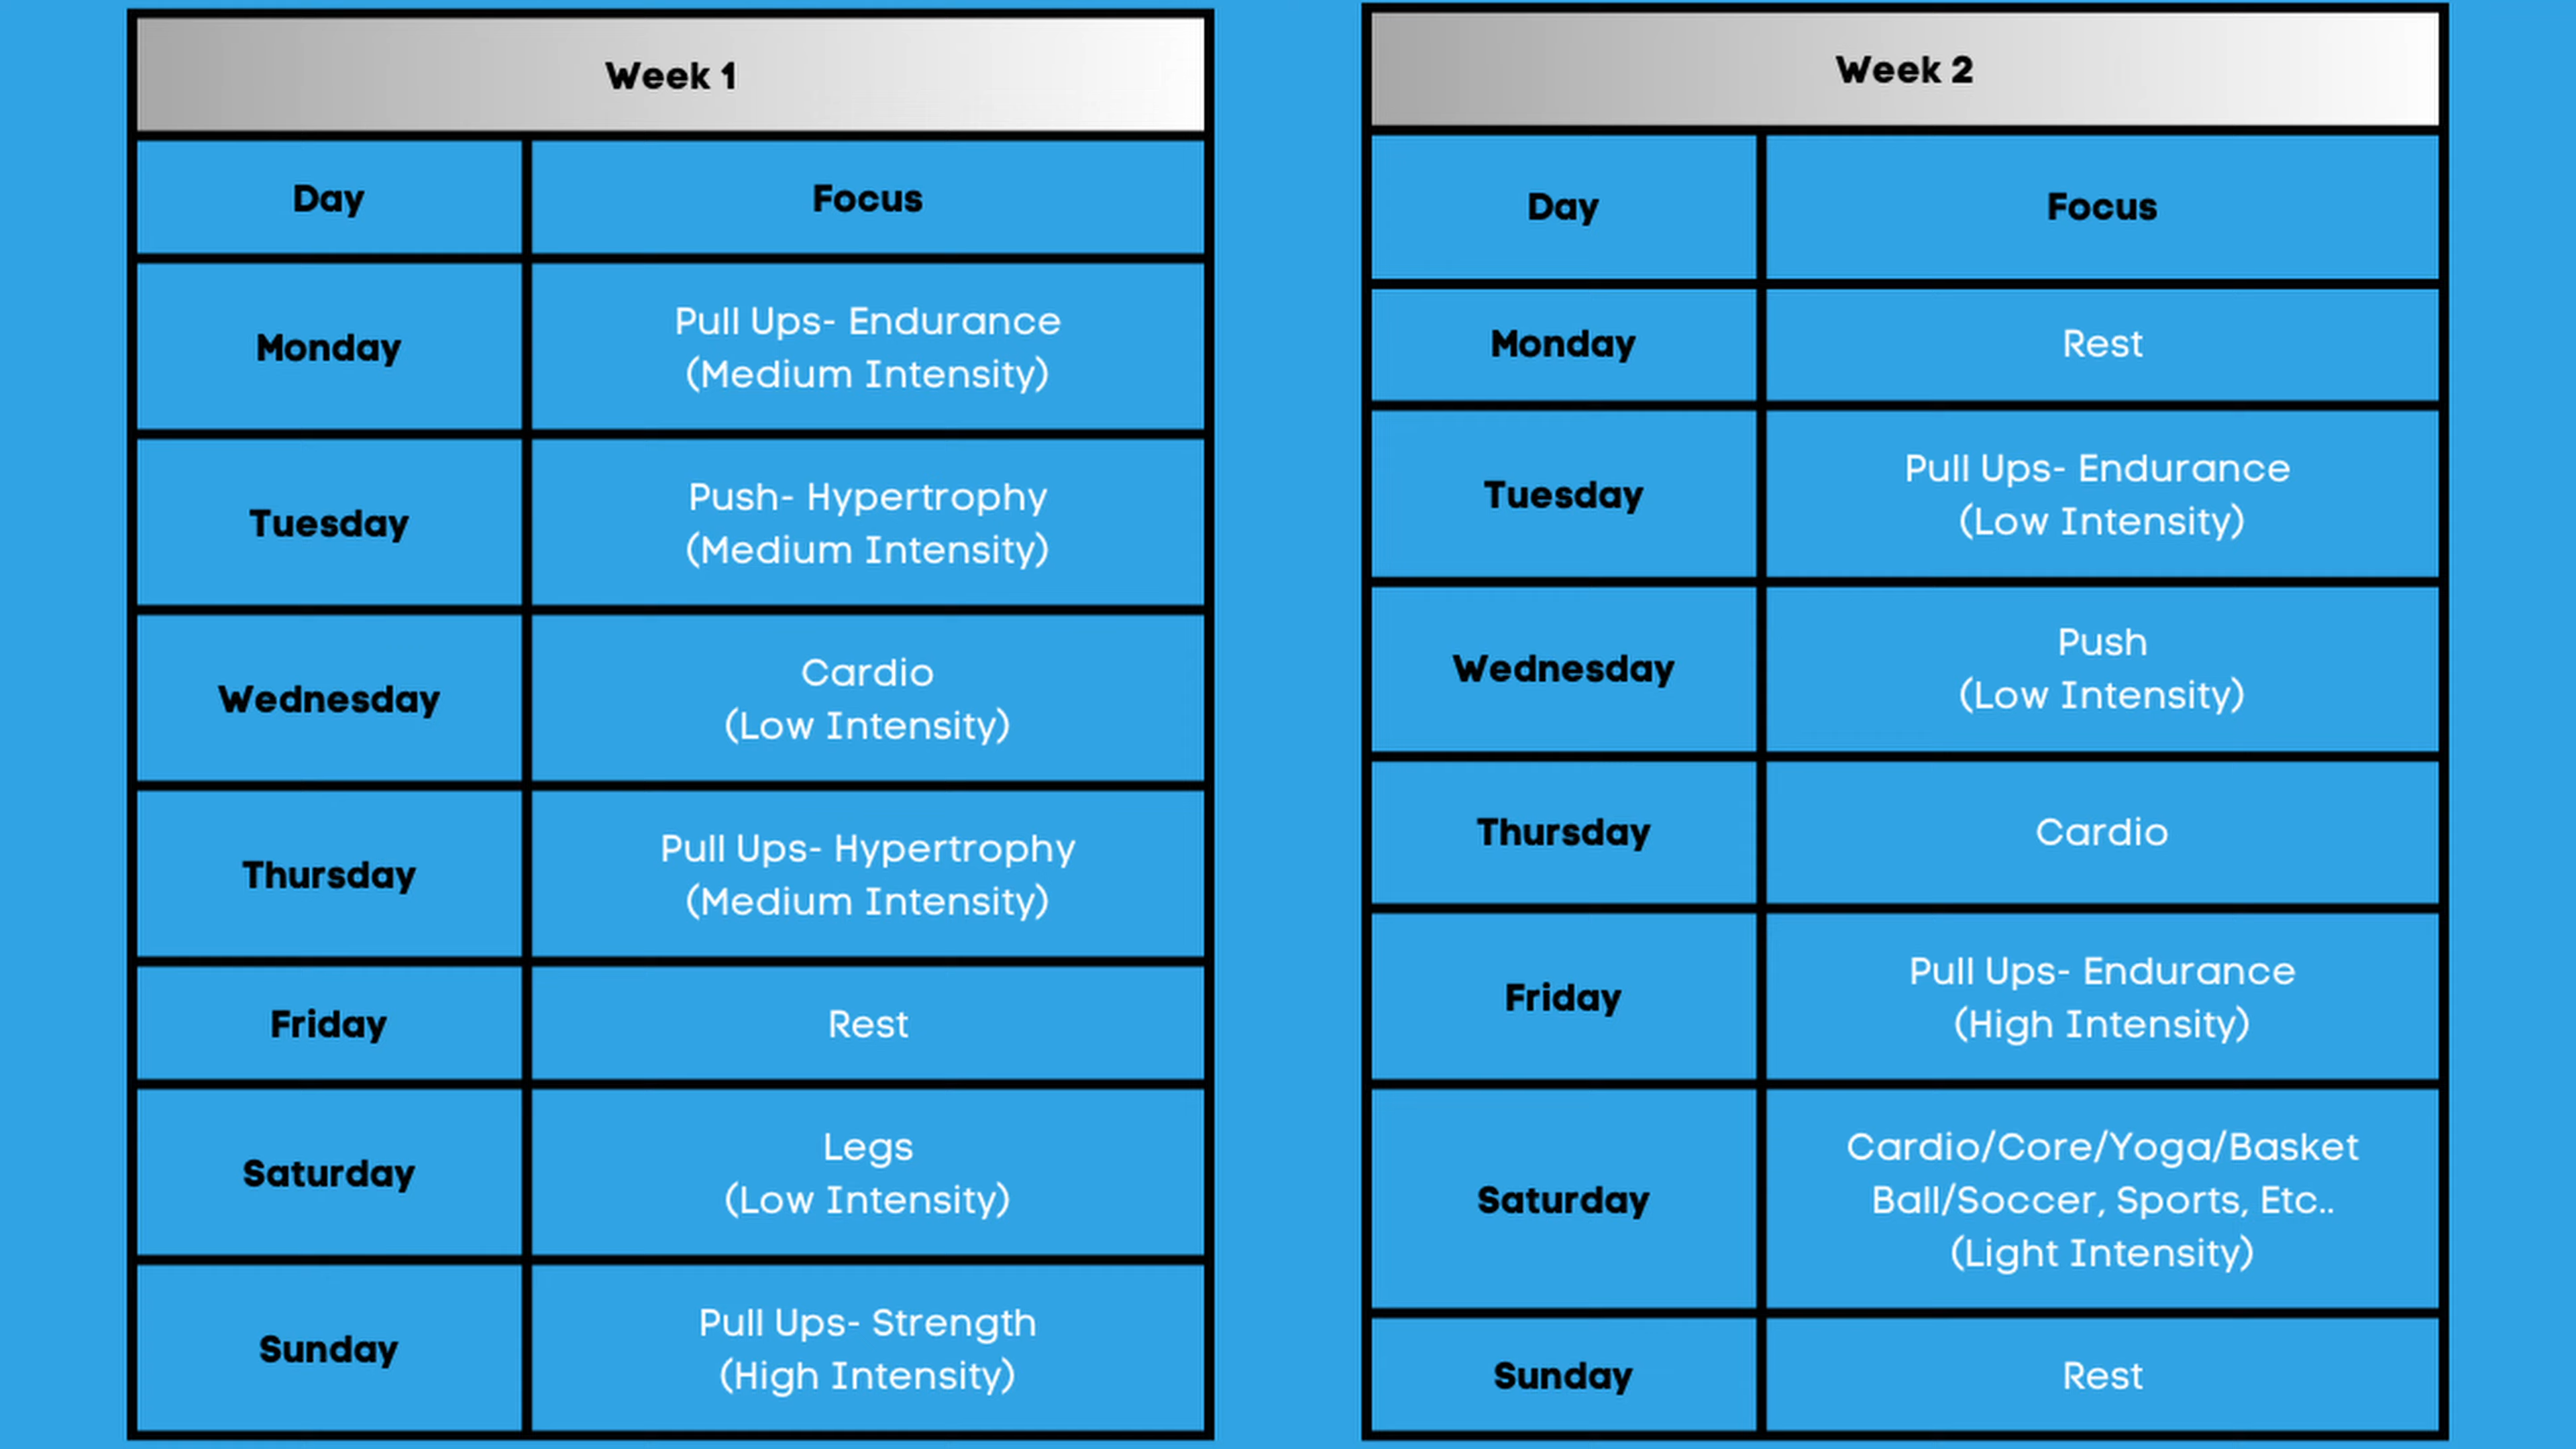 Week 1
Day Focus
Monday Pull Ups- Endurance
(Medium Intensity)
Tuesday Push- Hypertrophy
(Medium Intensity)
Wednesday Cardio
(Low Intensity)
Thursday Pull Ups- Hypertrophy
(Medium Intensity)
Friday Rest
Saturday Legs
(Low Intensity)
Sunday Pull Ups- Strength
(High Intensity)
Week 2
Day Focus
Monday Rest
Tuesday Pull Ups- Endurance
(Low Intensity)
Wednesday Push
(Low Intensity)
Thursday Cardio
Friday Pull Ups- Endurance
(High Intensity)
Saturday Cardio/Core/Yoga/Basket
Ball/Soccer, Sports, Etc..
(Light Intensity)
Sunday Rest